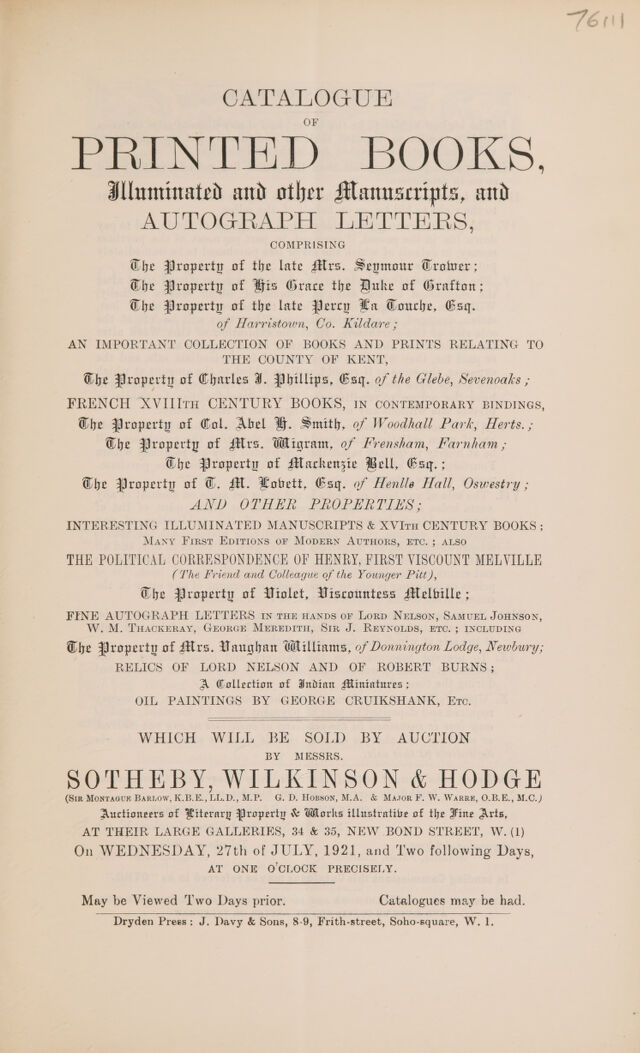 76111
CATALOGUE
OF
PRINTED BOOKS,
Illuminated and other Manuscripts, and
AUTOGRAPH LETTERS,
COMPRISING
The Property of the late Mrs. Seymour Trower;
The Property of His Grace the Duke of Grafton;
The Property of the late Percy La Touche, Esq.
of Harristown, Co. Kildare;
AN IMPORTANT COLLECTION OF BOOKS AND PRINTS RELATING TO
THE COUNTY OF KENT,
The Property of Charles J. Phillips, Esq. of the Glebe, Sevenoaks;
FRENCH XVIIITH CENTURY BOOKS, IN CONTEMPORARY BINDINGS,
The Property of Col. Abel H. Smith, of Woodhall Park, Herts.;
The Property of Mrs. Wigram, of Frensham, Farnham;
The Property of Mackenzie Bell, Esq.;
The Property of T. M. Lovett, Esq. of Henlle Hall, Oswestry;
AND OTHER PROPERTIES;
INTERESTING ILLUMINATED MANUSCRIPTS & XVITH CENTURY BOOKS;
MANY FIRST EDITIONS OF MODERN AUTHORS, ETC.; ALSO
THE POLITICAL CORRESPONDENCE OF HENRY, FIRST VISCOUNT MELVILLE
(The Friend and Colleague of the Younger Pitt),
The Property of Violet, Viscountess Melville;
FINE AUTOGRAPH LETTERS IN THE HANDS OF LORD NELSON, SAMUEL JOHNSON,
W. M. THACKERAY, GEORGE MEREDITH, SIR J. REYNOLDS, ETC.; INCLUDING
The Property of Mrs. Vaughan Williams, of Donnington Lodge, Newbury;
RELICS OF LORD NELSON AND OF ROBERT BURNS;
A Collection of Indian Miniatures;
OIL PAINTINGS BY GEORGE CRUIKSHANK, ETC.
WHICH WILL BE SOLD BY AUCTION
BY MESSRS.
SOTHEBY, WILKINSON & HODGE
(SIR MONTAGUE BARLOW, K.B.E., LL.D., M.P. G. D. HOBSON, M.A. & MAJOR F. W. WARRE, O.B.E., M.C.)
Auctioneers of Literary Property & Works illustrative of the Fine Arts,
AT THEIR LARGE GALLERIES, 34 & 35, NEW BOND STREET, W. (1)
On WEDNESDAY, 27th of JULY, 1921, and Two following Days,
AT ONE O'CLOCK PRECISELY.
May be Viewed Two Days prior. Catalogues may be had.
Dryden Press: J. Davy & Sons, 8-9, Frith-street, Soho-square, W. 1.